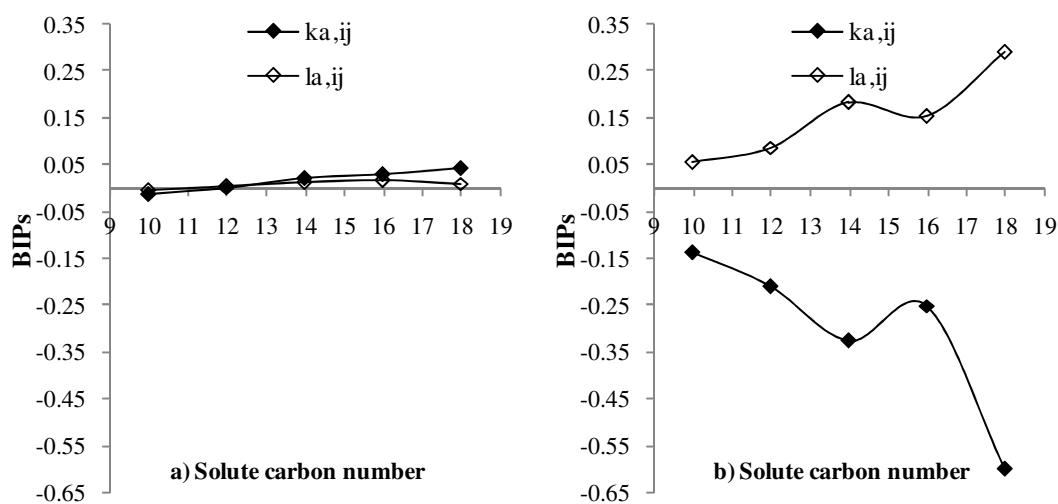 0.35
0.25
0.15
0.05
-0.05
-0.15
-0.25
-0.35
-0.45
-0.55
-0.65
BIPs
ka,ij
la,ij
9 10 11 12 13 14 15 16 17 18 19
a) Solute carbon number
0.35
0.25
0.15
0.05
-0.05
-0.15
-0.25
-0.35
-0.45
-0.55
-0.65
BIPs
ka,ij
la,ij
9 10 11 12 13 14 15 16 17 18 19
b) Solute carbon number